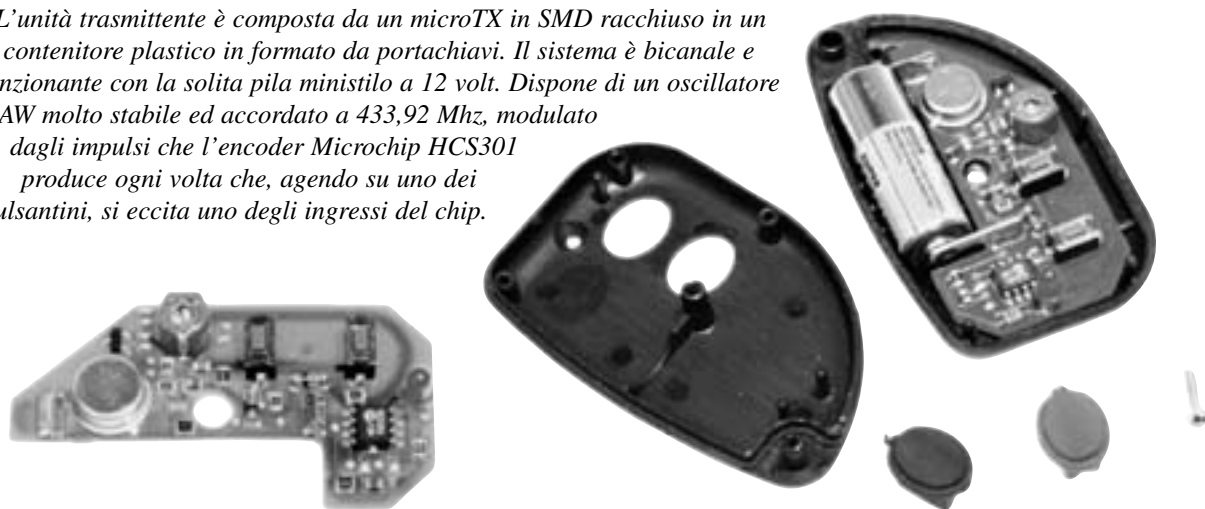 L’unità trasmittente è composta da un microTX in SMD racchiuso in un
contenitore plastico in formato da portachiavi. Il sistema è bicanale e
nzionante con la solita pila ministilo a 12 volt. Dispone di un oscillatore
AW molto stabile ed accordato a 433,92 Mhz, modulato
dagli impulsi che l’encoder Microchip HCS301
produce ogni volta che, agendo su uno dei
ulsantini, si eccita uno degli ingressi del chip.